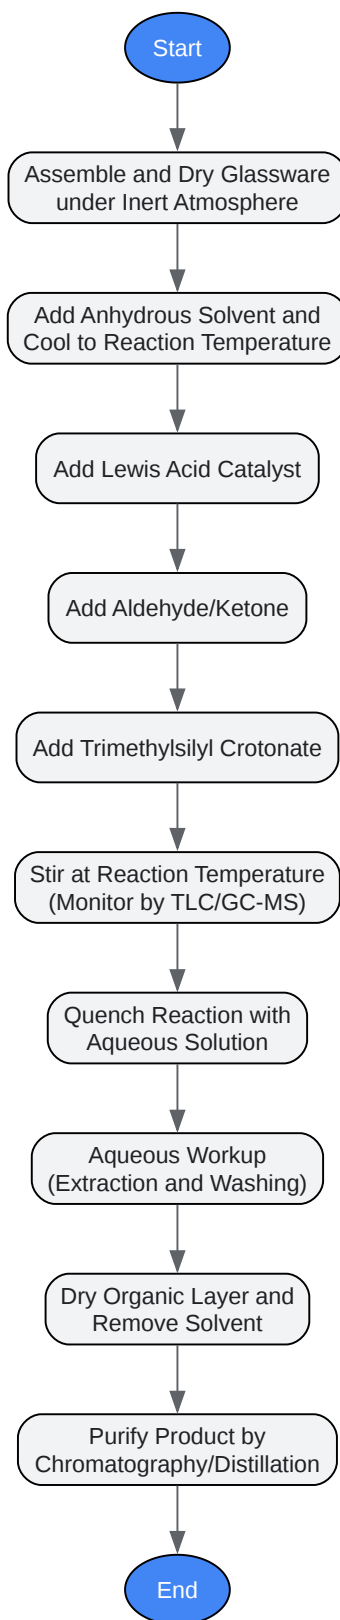 Start
Assemble and Dry Glassware
under Inert Atmosphere
Add Anhydrous Solvent and
Cool to Reaction Temperature
Add Lewis Acid Catalyst
Add Aldehyde/Ketone
Add Trimethylsilyl Crotonate
Stir at Reaction Temperature
(Monitor by TLC/GC-MS)
Quench Reaction with
Aqueous Solution
Aqueous Workup
(Extraction and Washing)
Dry Organic Layer and
Remove Solvent
Purify Product by
Chromatography/Distillation
End